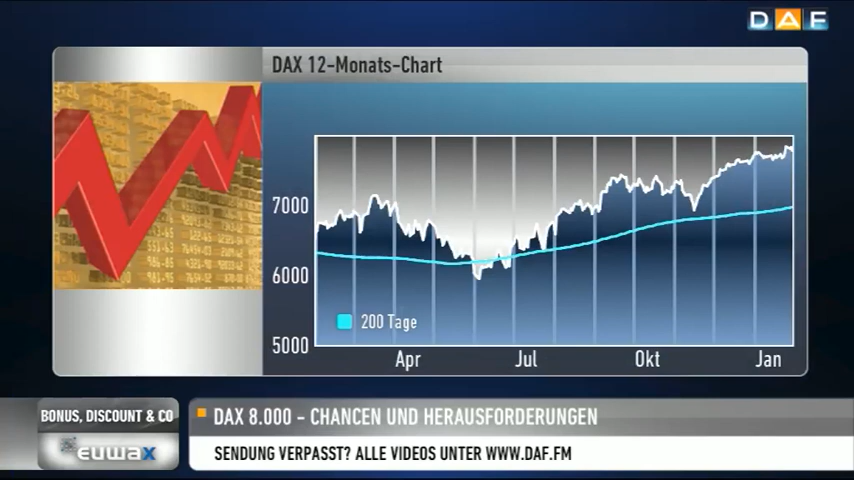 DAF
DAX 12-Monats-Chart
7000
6000
5000
200 Tage
Apr Jul Okt Jan
BONUS, DISCOUNT & CO
euwax
DAX 8.000 - CHANCEN UND HERAUSFORDERUNGEN
SENDUNG VERPASST? ALLE VIDEOS UNTER WWW.DAF.FM